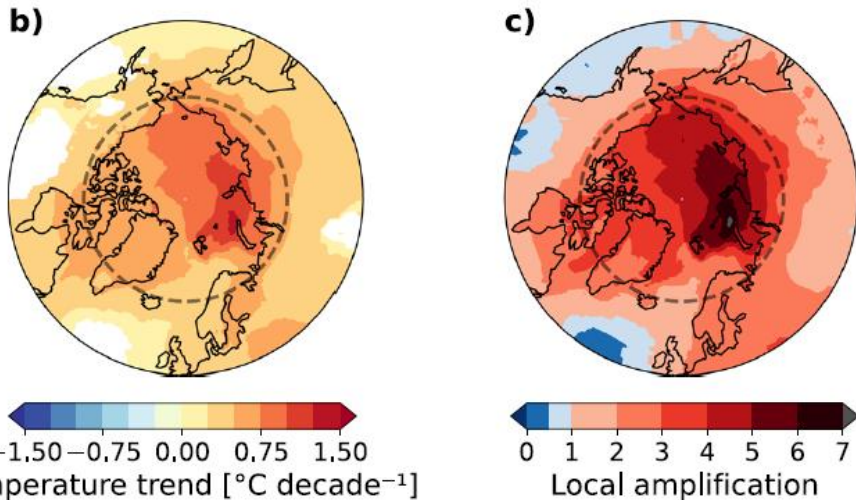 b)
c)
−1.50 −0.75 0.00 0.75 1.50
0 1 2 3 4 5 6 7
trend [°C decade⁻¹]
Local amplification